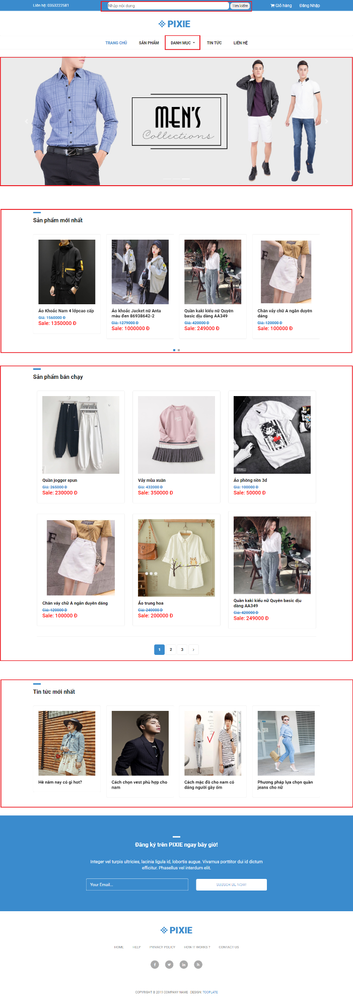 Liên hệ: 0353222581
Nhập nội dung
Tìm kiếm
Giỏ hàng
Đăng Nhập
PIXIE
TRANG CHỦ
SẢN PHẨM
DANH MỤC
TIN TỨC
LIÊN HỆ
MEN'S
Collections
Sản phẩm mới nhất
Áo Khoác Nam 4 lớpcao cấp
Giá: 1560000 Đ
Sale: 1350000 Đ
Áo khoác Jacket nữ Anta
màu đen 86938642-2
Giá: 1279000 Đ
Sale: 1000000 Đ
Quần kaki kiểu nữ Quyên
basic dịu dàng AA349
Giá: 420000 Đ
Sale: 249000 Đ
Chân váy chữ A ngắn duyên
dáng
Giá: 120000 Đ
Sale: 100000 Đ
Sản phẩm bán chạy
Quần jogger spun
Giá: 265000 Đ
Sale: 230000 Đ
Váy mùa xuân
Giá: 432000 Đ
Sale: 350000 Đ
Áo phông nền 3d
Giá: 100000 Đ
Sale: 50000 Đ
Chân váy chữ A ngắn duyên dáng
Giá: 120000 Đ
Sale: 100000 Đ
Áo trung hoa
Giá: 240000 Đ
Sale: 200000 Đ
Quần kaki kiểu nữ Quyên basic dịu
dàng AA349
Giá: 420000 Đ
Sale: 249000 Đ
1
2
3
Tin tức mới nhất
Hè năm nay có gì hot?
Cách chọn vest phù hợp cho
nam
Cách mặc đồ cho nam có
dáng người gầy ốm
Phương pháp lựa chọn quần
jeans cho nữ
Đăng ký trên PIXIE ngay bây giờ!
Integer vel turpis ultricies, lacinia ligula id, lobortis augue. Vivamus porttitor dui id dictum
efficitur. Phasellus vel interdum elit.
Your Email...
SUBSCRIBE NOW!
PIXIE
HOME
HELP
PRIVACY POLICY
HOW IT WORKS ?
CONTACT US
COPYRIGHT © 2019 COMPANY NAME - DESIGN: TOOPLATE